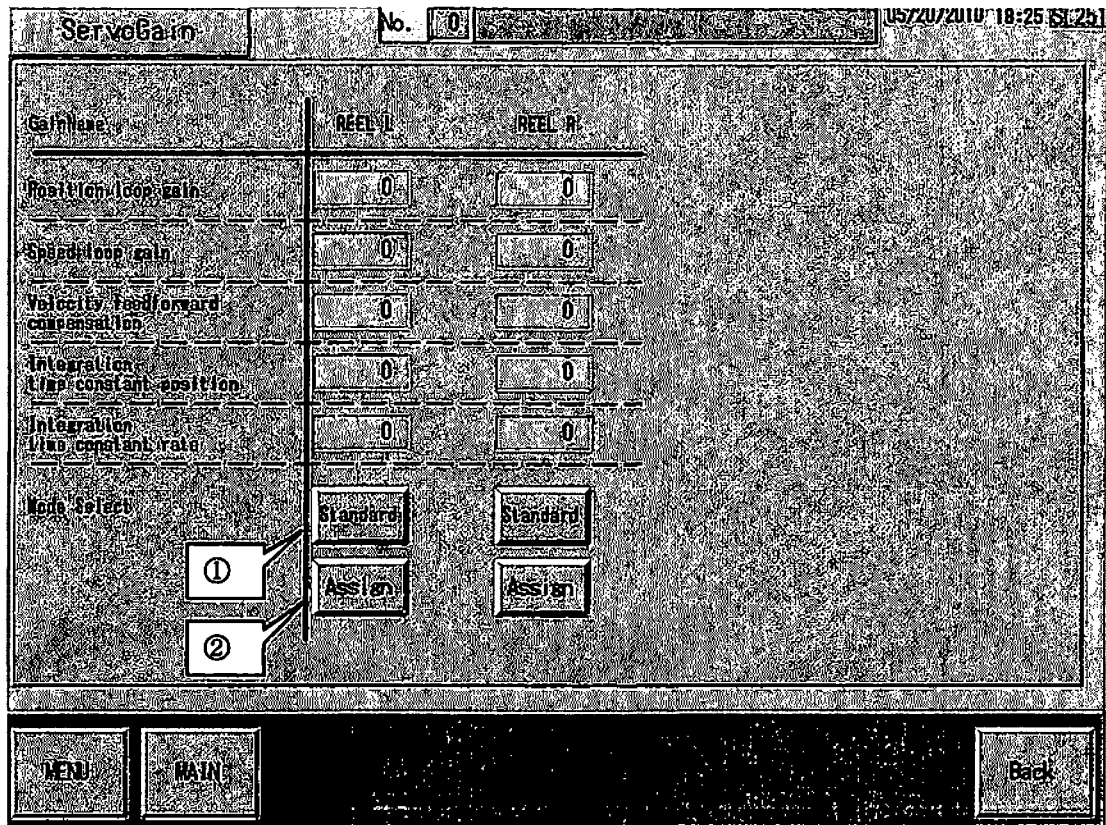 ServoGain
No. 0
05/20/2010 18:25 SL251
GainName REEL L REEL R
Position loop gain 0 0
Speed loop gain 0 0
Velocity feedforward
compensation 0 0
Integration
time constant position 0 0
Integration
time constant rate 0 0
Mode Select Standard Standard
①
Assign Assign
②
MENU MAIN Back